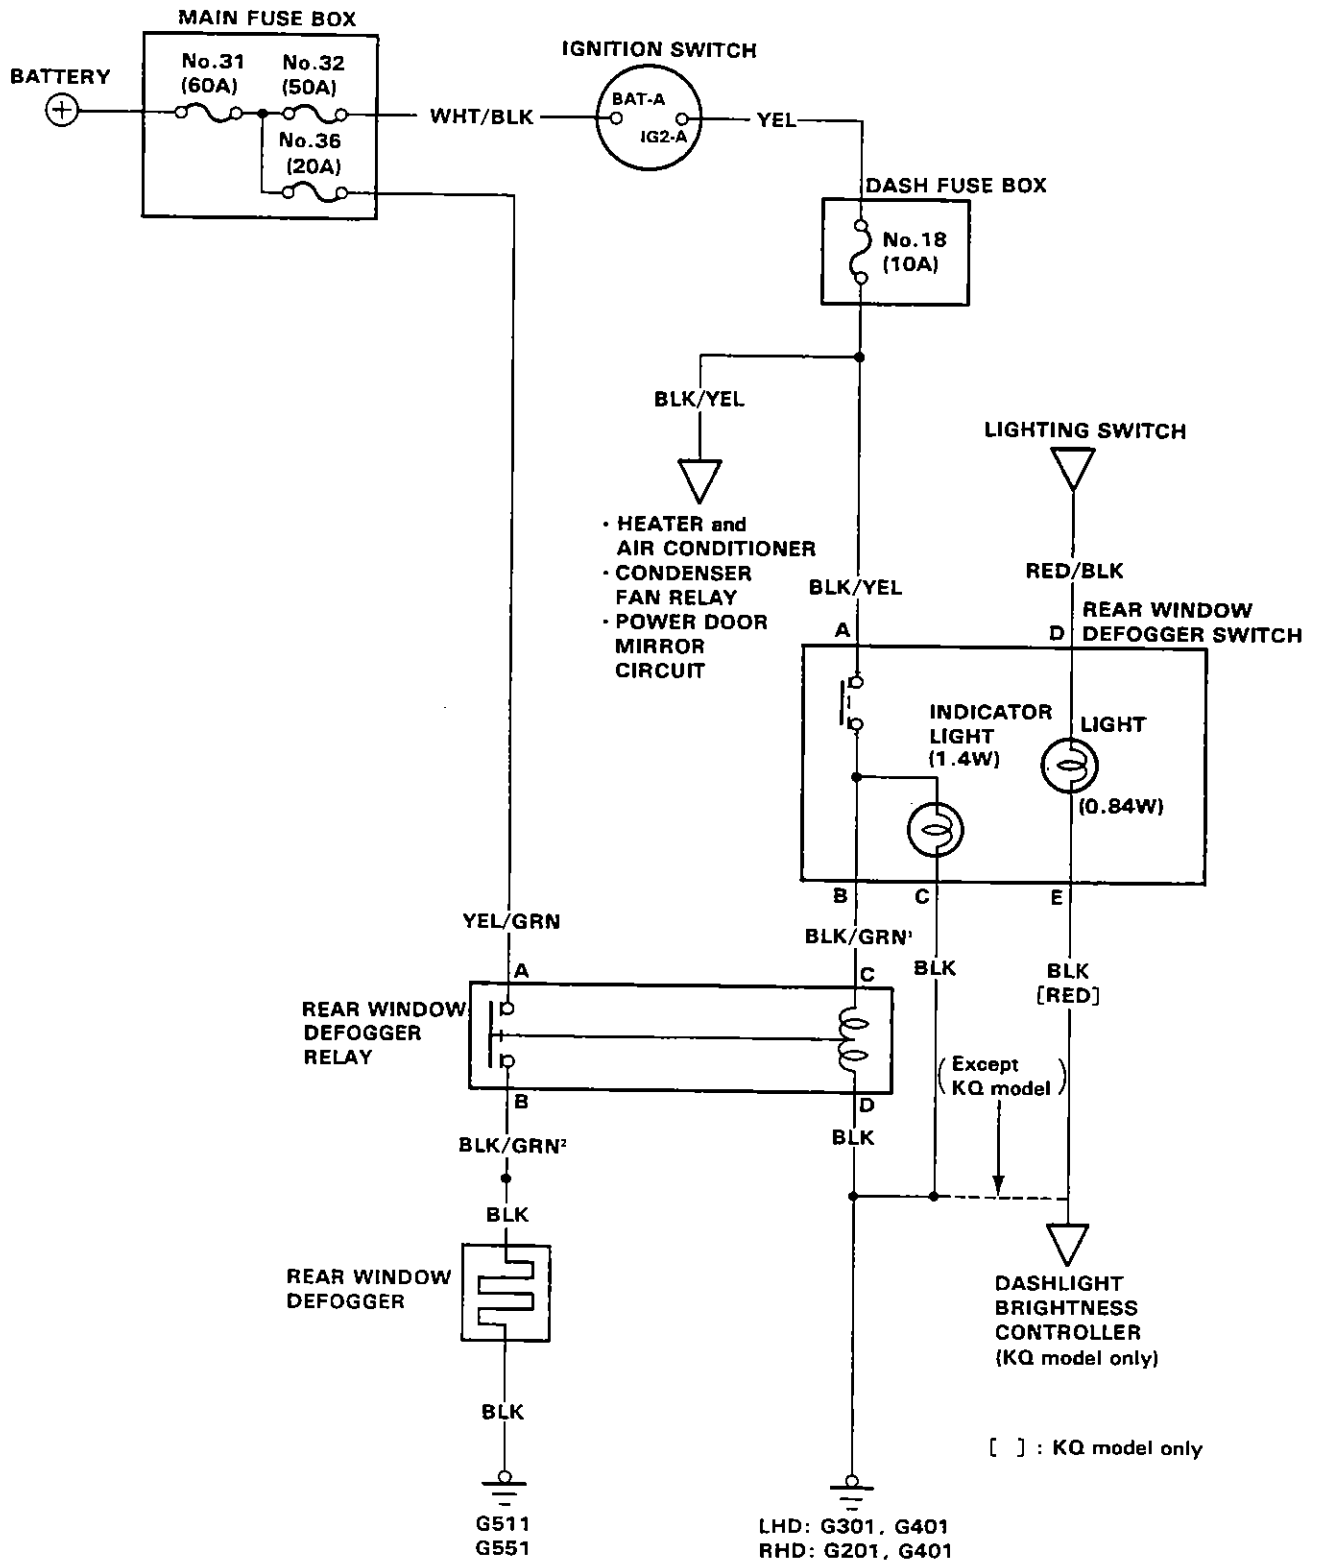 MAIN FUSE BOX
BATTERY
+
No.31
(60A)
No.32
(50A)
No.36
(20A)
WHT/BLK
IGNITION SWITCH
BAT-A
IG2-A
YEL
DASH FUSE BOX
No.18
(10A)
BLK/YEL
· HEATER and
AIR CONDITIONER
· CONDENSER
FAN RELAY
· POWER DOOR
MIRROR
CIRCUIT
LIGHTING SWITCH
RED/BLK
BLK/YEL
A
D
REAR WINDOW
DEFOGGER SWITCH
INDICATOR
LIGHT
(1.4W)
LIGHT
(0.84W)
B
C
E
YEL/GRN
BLK/GRN¹
BLK
BLK
[RED]
A
C
REAR WINDOW
DEFOGGER
RELAY
B
D
(Except
KQ model)
BLK/GRN²
BLK
BLK
REAR WINDOW
DEFOGGER
DASHLIGHT
BRIGHTNESS
CONTROLLER
(KQ model only)
BLK
[ ] : KQ model only
G511
G551
LHD: G301, G401
RHD: G201, G401